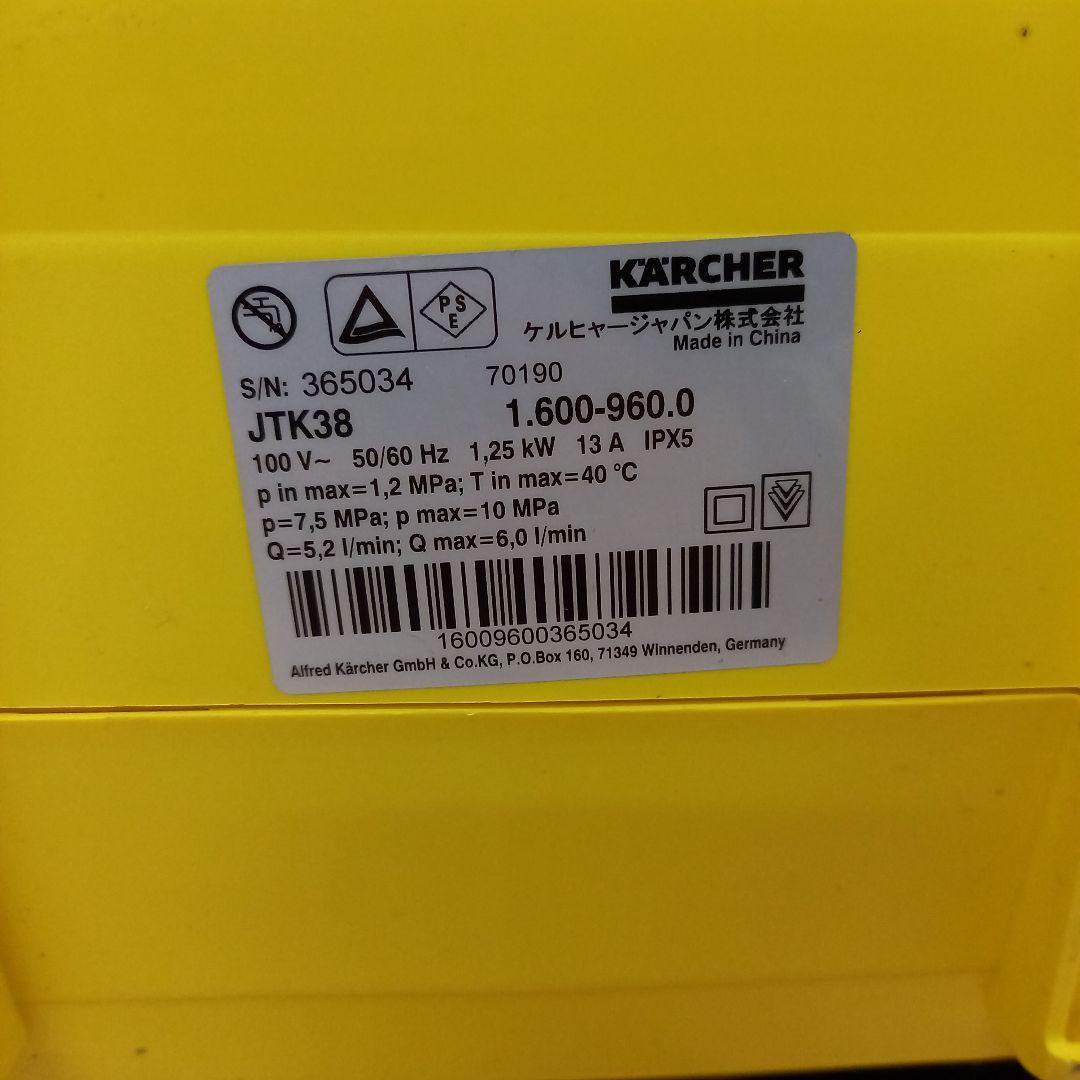 KÄRCHER
PSE
ケルヒャージャパン株式会社
Made in China
S/N: 365034 70190
JTK38 1.600-960.0
100 V~ 50/60 Hz 1,25 kW 13 A IPX5
p in max=1,2 MPa; T in max=40 °C
p=7,5 MPa; p max=10 MPa
Q=5,2 l/min; Q max=6,0 l/min
16009600365034
Alfred Kärcher GmbH & Co.KG, P.O.Box 160, 71349 Winnenden, Germany